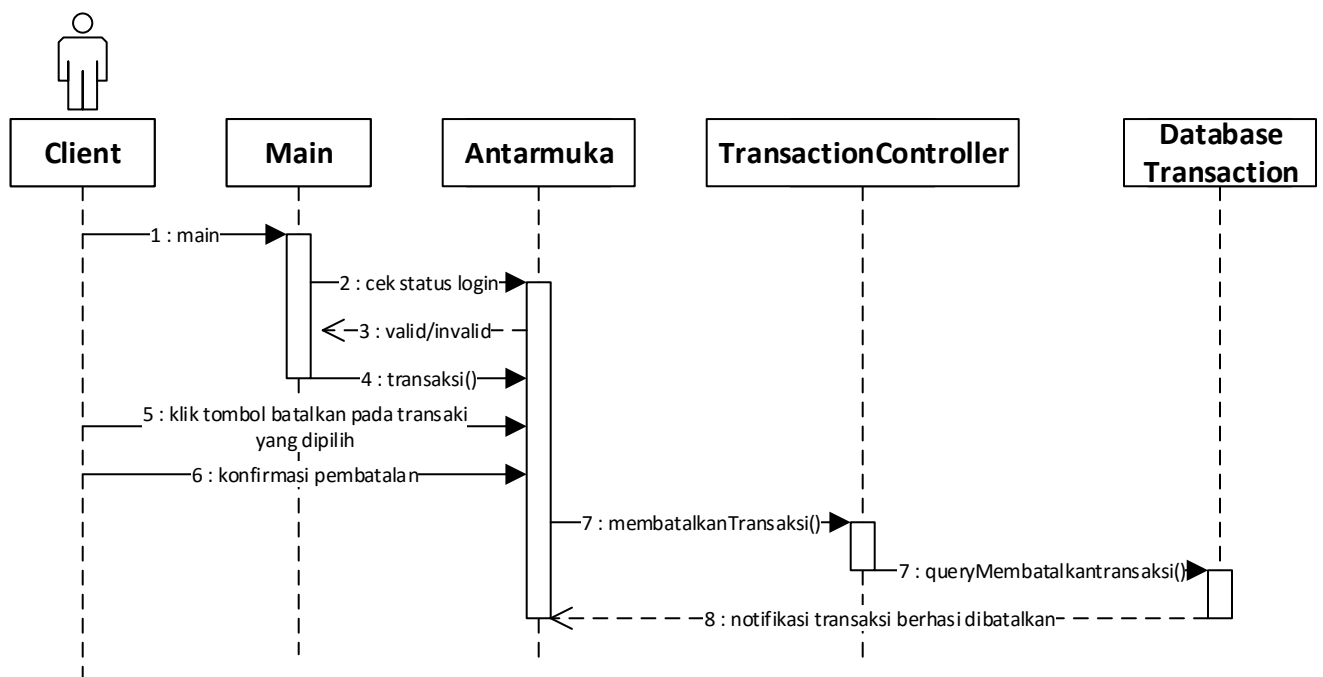 Client
Main
Antarmuka
TransactionController
Database
Transaction
1 : main
2 : cek status login
3 : valid/invalid
4 : transaksi()
5 : klik tombol batalkan pada transaki
yang dipilih
6 : konfirmasi pembatalan
7 : membatalkanTransaksi()
7 : queryMembatalkantransaksi()
8 : notifikasi transaksi berhasi dibatalkan